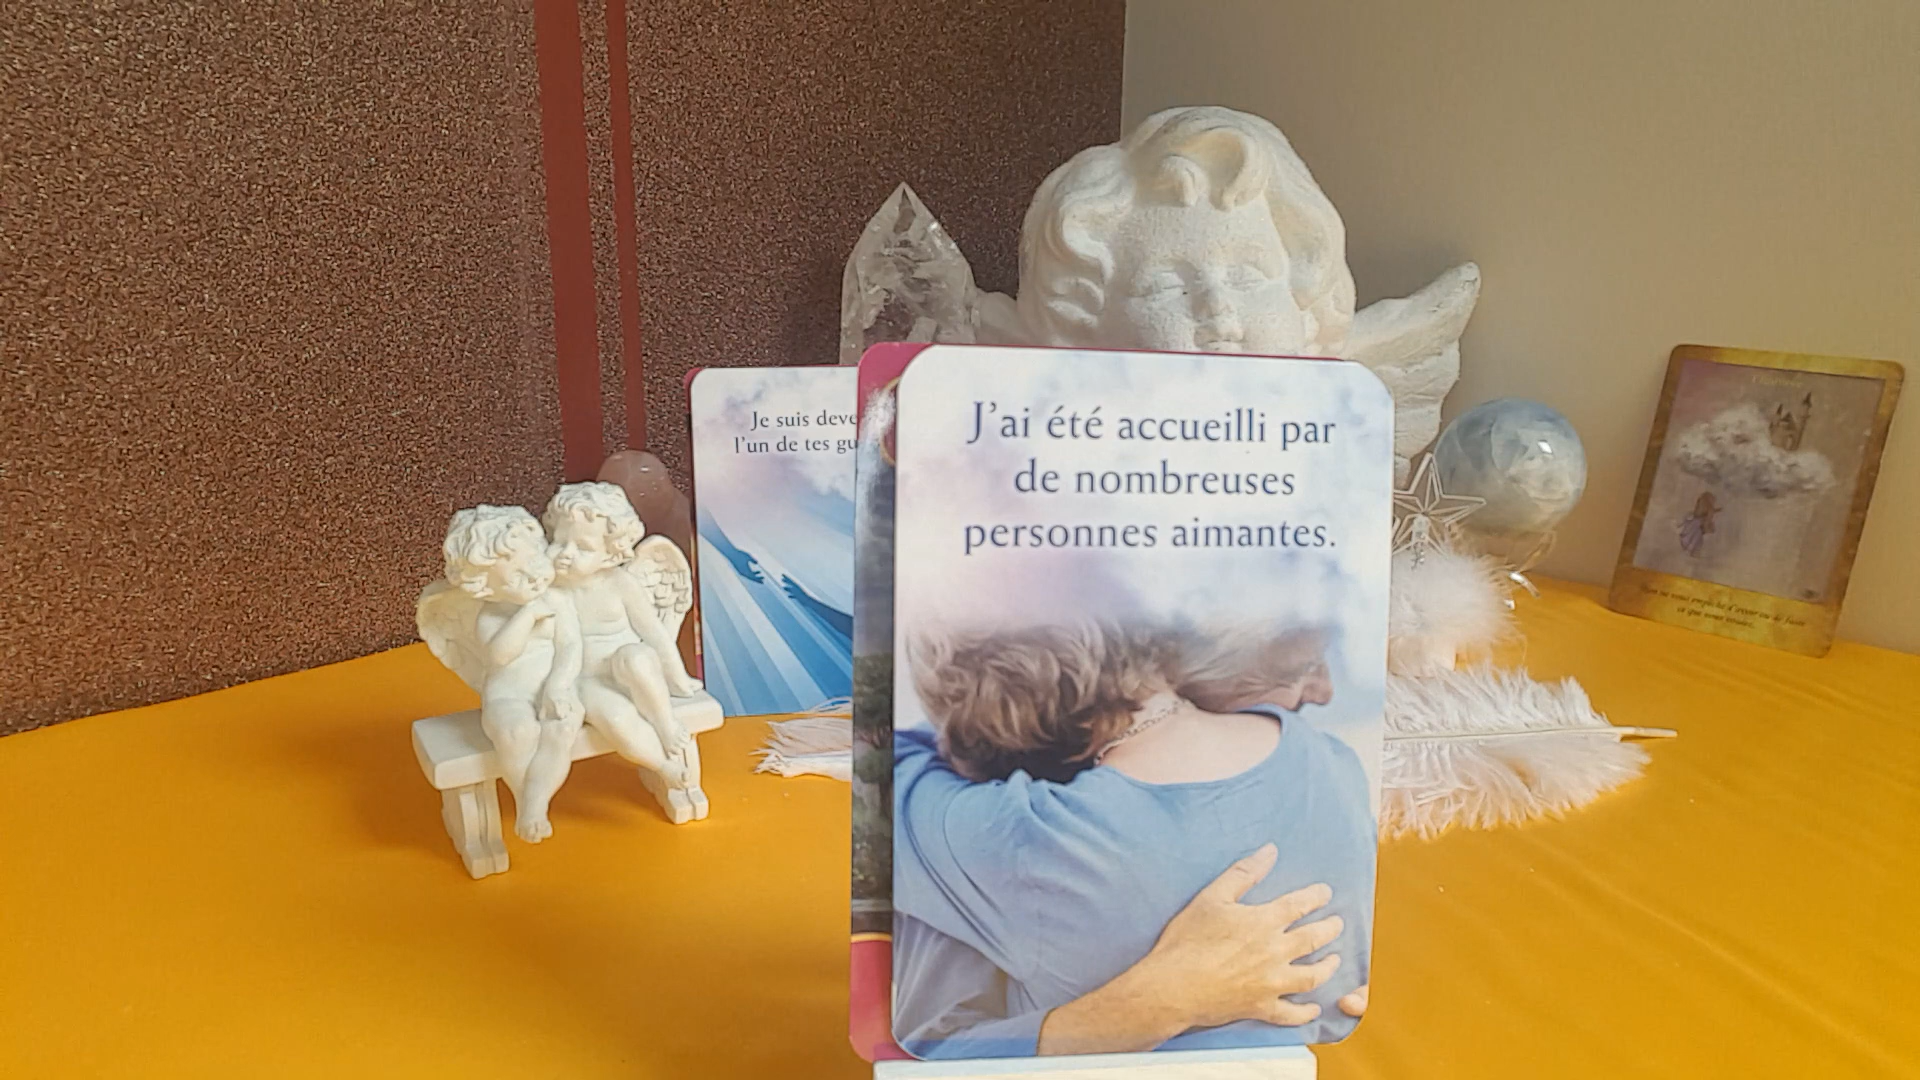 J'ai été accueilli par
de nombreuses
personnes aimantes.
Je suis deve
l'un de tes gu